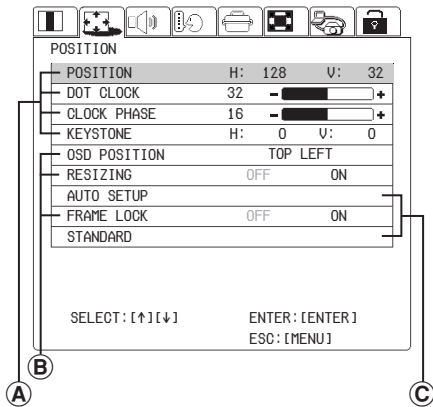 POSITION
POSITION H: 128 V: 32
DOT CLOCK 32 - +
CLOCK PHASE 16 - +
KEYSTONE H: 0 V: 0
OSD POSITION TOP LEFT
RESIZING OFF ON
AUTO SETUP
FRAME LOCK OFF ON
STANDARD
SELECT:[↑][↓] ENTER:[ENTER]
ESC:[MENU]
B
A C